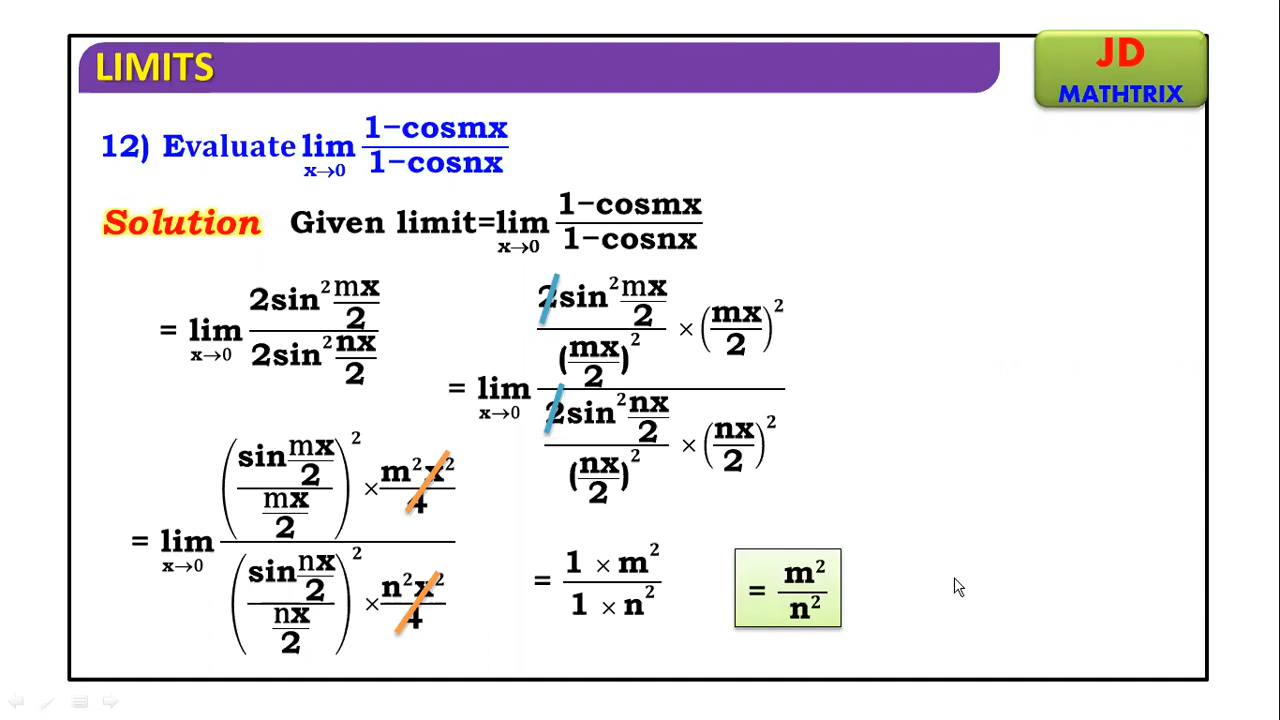 LIMITS
JD
MATHTRIX
12) Evaluate lim x→0 (1−cosmx)/(1−cosnx)
Solution Given limit= lim x→0 (1−cosmx)/(1−cosnx)
= lim x→0 (2sin² mx/2)/(2sin² nx/2)
= lim x→0 ((2sin² mx/2)/(mx/2)² × (mx/2)²)/((2sin² nx/2)/(nx/2)² × (nx/2)²)
= lim x→0 (((sin mx/2)/(mx/2))² × m²x²/4)/(((sin nx/2)/(nx/2))² × n²x²/4)
= (1 × m²)/(1 × n²)
= m²/n²